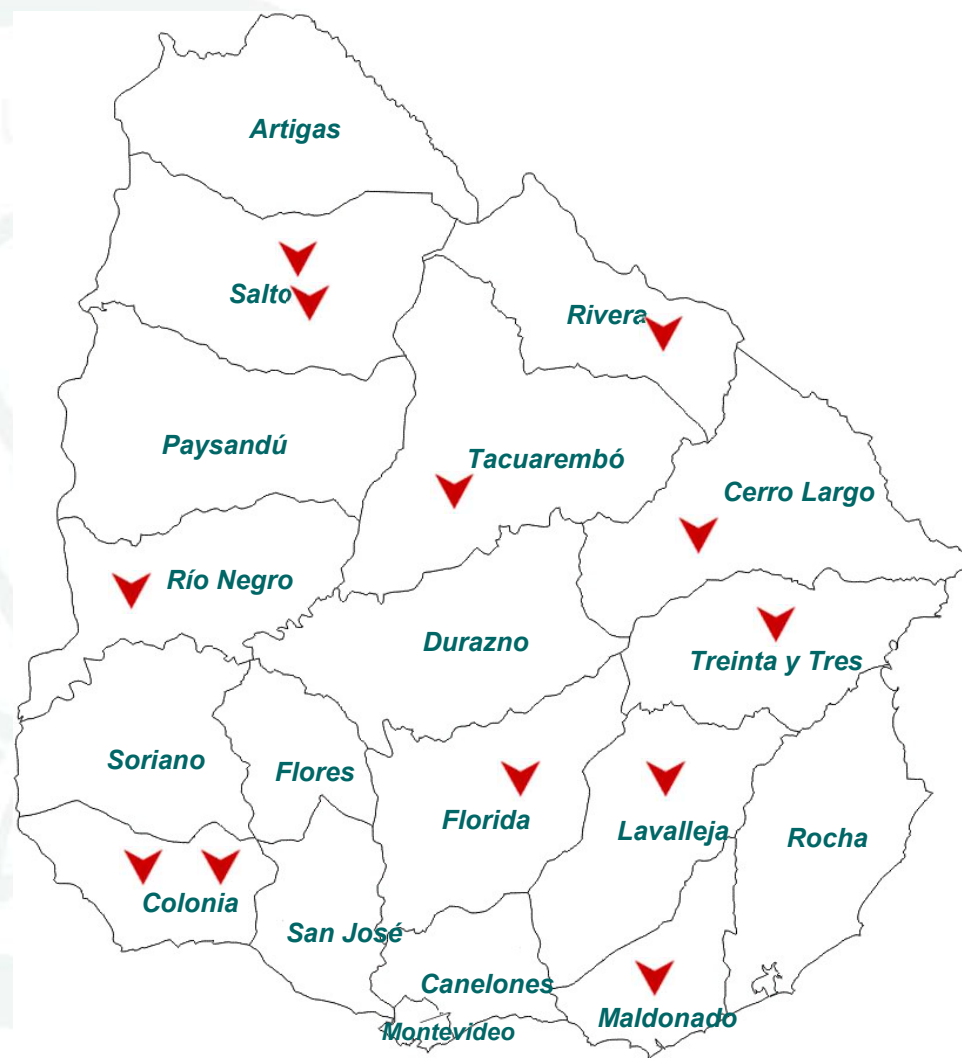 Artigas
Salto
Rivera
Paysandú
Tacuarembó
Cerro Largo
Río Negro
Durazno
Treinta y Tres
Soriano
Flores
Florida
Lavalleja
Rocha
Colonia
San José
Canelones
Maldonado
Montevideo